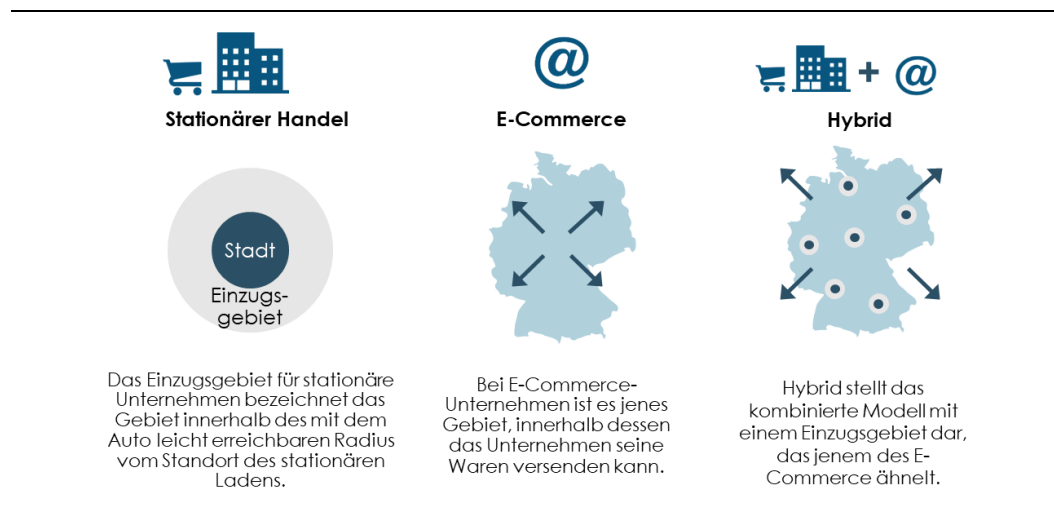 @
+ @
Stationärer Handel
E-Commerce
Hybrid
Stadt
Einzugs-
gebiet
Das Einzugsgebiet für stationäre
Unternehmen bezeichnet das
Gebiet innerhalb des mit dem
Auto leicht erreichbaren Radius
vom Standort des stationären
Ladens.
Bei E-Commerce-
Unternehmen ist es jenes
Gebiet, innerhalb dessen
das Unternehmen seine
Waren versenden kann.
Hybrid stellt das
kombinierte Modell mit
einem Einzugsgebiet dar,
das jenem des E-
Commerce ähnelt.